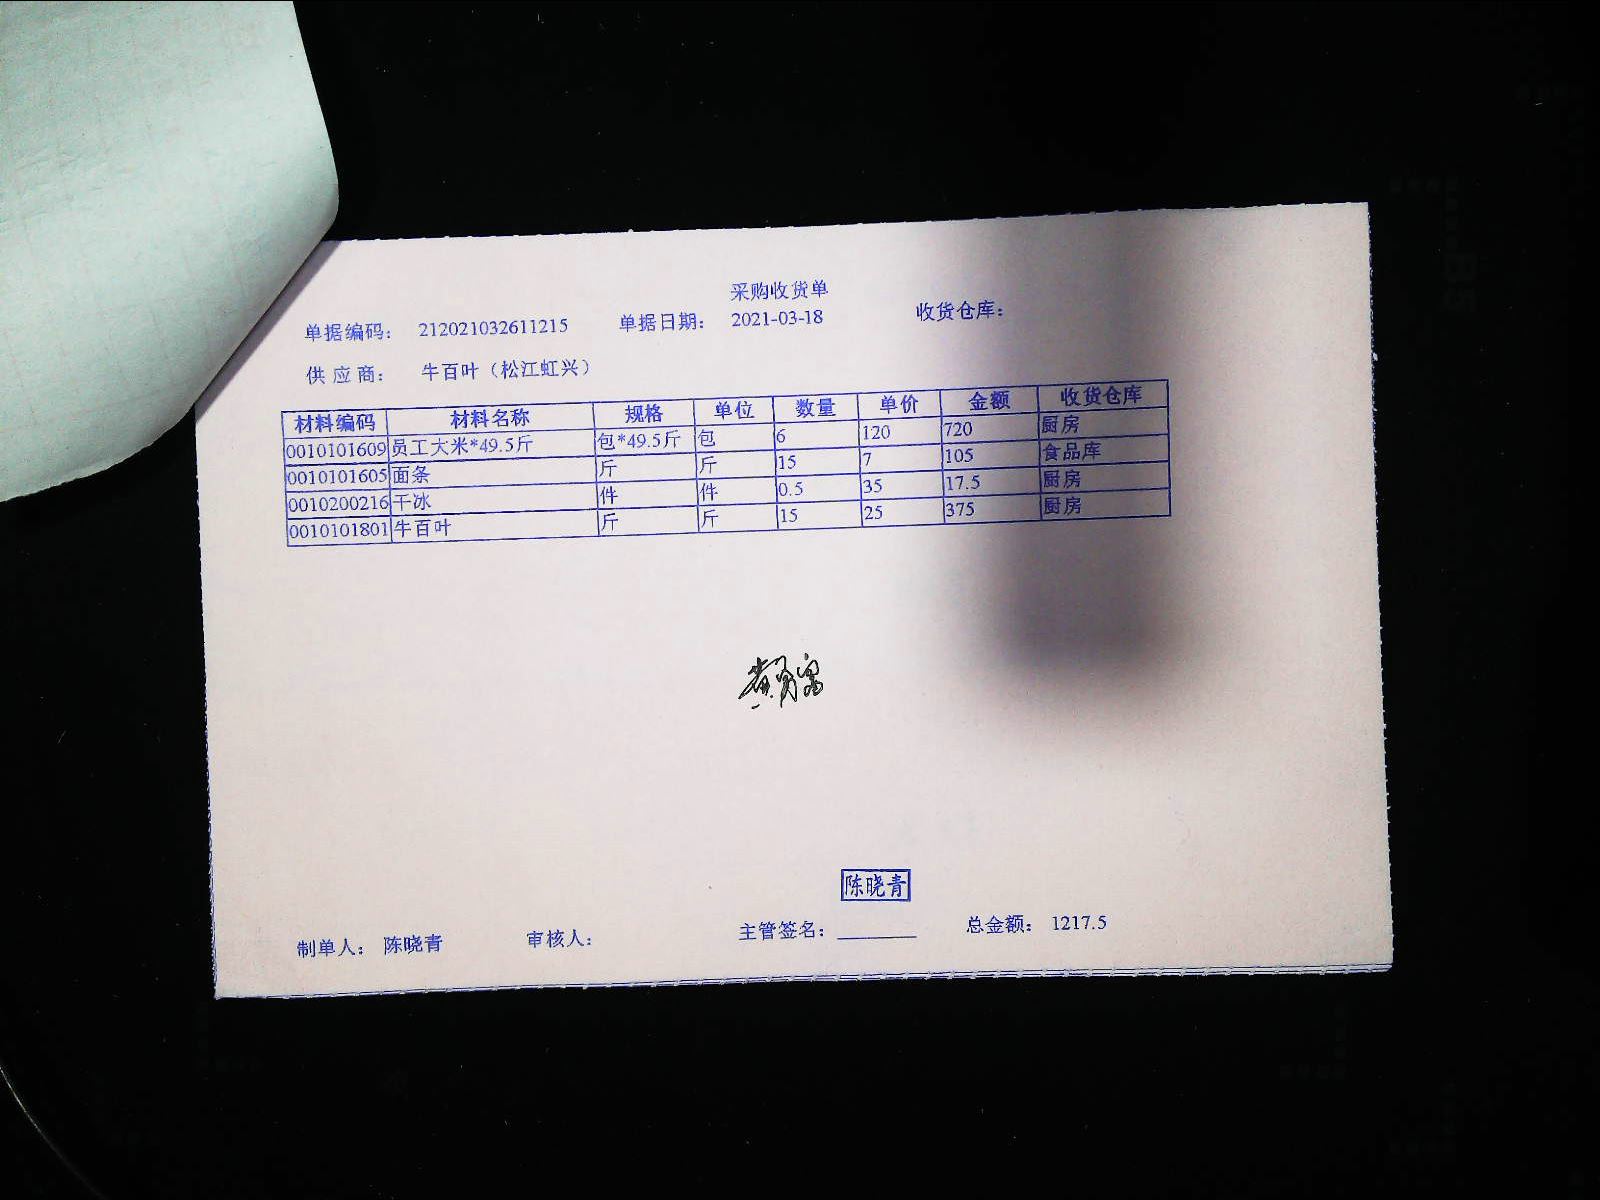 采购收货单
单据编码： 212021032611215 单据日期： 2021-03-18 收货仓库：
供应商： 牛百叶（松江虹兴）
材料编码 材料名称 规格 单位 数量 单价 金额 收货仓库
0010101609 员工大米*49.5斤 包*49.5斤 包 6 120 720 厨房
0010101605 面条 斤 斤 15 7 105 食品库
0010200216 干冰 件 件 0.5 35 17.5 厨房
0010101801 牛百叶 斤 斤 15 25 375 厨房
陈晓青
制单人： 陈晓青 审核人： 主管签名： ________ 总金额： 1217.5